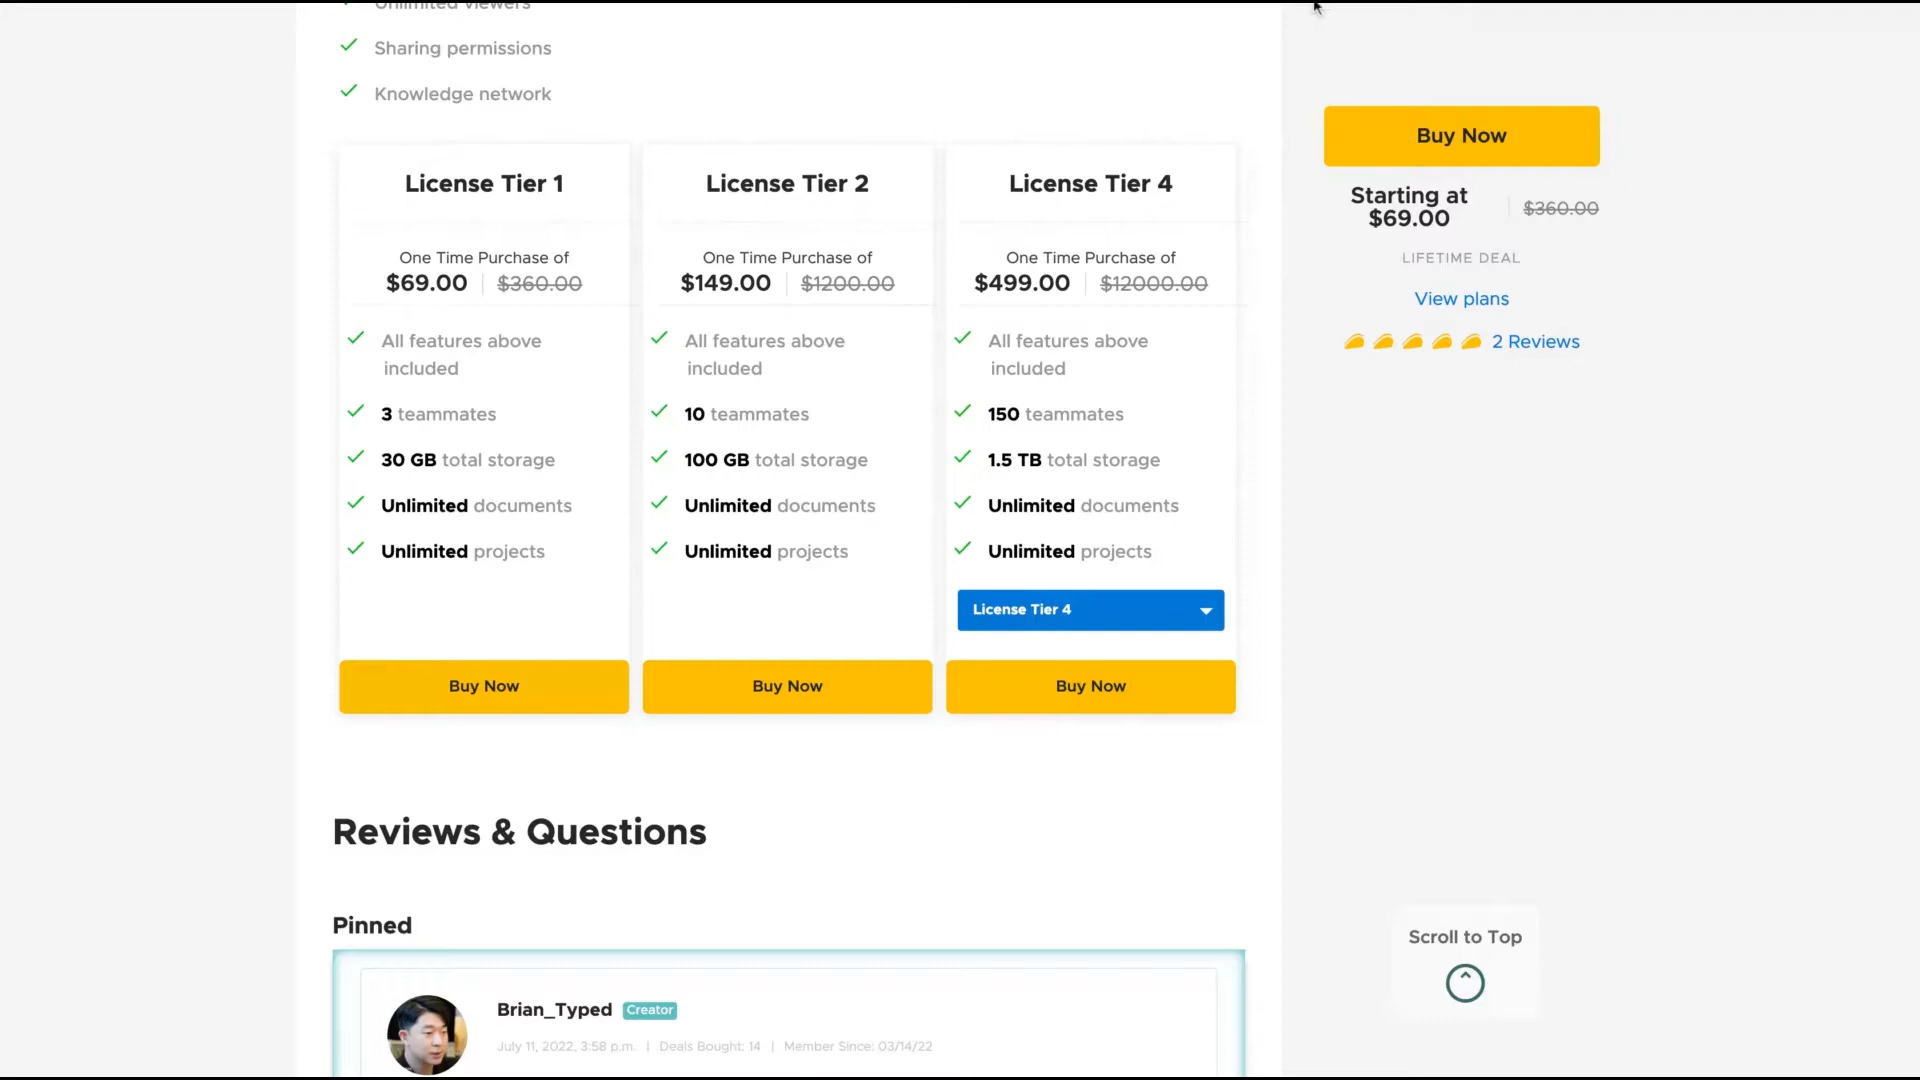 Unlimited viewers
Sharing permissions
Knowledge network
License Tier 1
One Time Purchase of
$69.00 | $360.00
All features above
included
3 teammates
30 GB total storage
Unlimited documents
Unlimited projects
Buy Now
License Tier 2
One Time Purchase of
$149.00 | $1200.00
All features above
included
10 teammates
100 GB total storage
Unlimited documents
Unlimited projects
Buy Now
License Tier 4
One Time Purchase of
$499.00 | $12000.00
All features above
included
150 teammates
1.5 TB total storage
Unlimited documents
Unlimited projects
License Tier 4
Buy Now
Buy Now
Starting at
$69.00 | $360.00
LIFETIME DEAL
View plans
2 Reviews
Reviews & Questions
Pinned
Brian_Typed Creator
July 11, 2022, 3:58 p.m. | Deals Bought: 14 | Member Since: 03/14/22
Scroll to Top